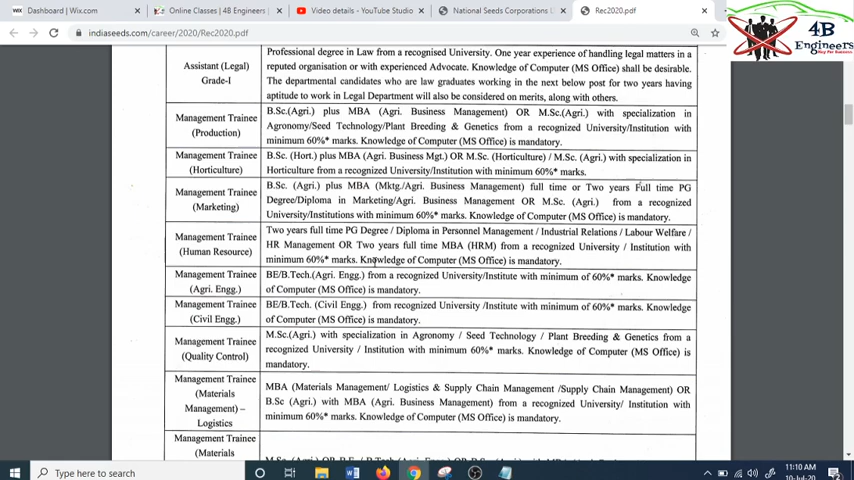 Dashboard | Wix.com
Online Classes | 4B Engineers |
Video details - YouTube Studio
National Seeds Corporations
Rec2020.pdf
indiaseeds.com/career/2020/Rec2020.pdf
4B
Engineers
Assistant (Legal)
Grade-I
Professional degree in Law from a recognised University. One year experience of handling legal matters in a
reputed organisation or with experienced Advocate. Knowledge of Computer (MS Office) shall be desirable.
The departmental candidates who are law graduates working in the next below post for two years having
aptitude to work in Legal Department will also be considered on merits, along with others.
Management Trainee
(Production)
B.Sc.(Agri.) plus MBA (Agri. Business Management) OR M.Sc.(Agri.) with specialization in
Agronomy/Seed Technology/Plant Breeding & Genetics from a recognized University/Institution with
minimum 60%* marks. Knowledge of Computer (MS Office) is mandatory.
Management Trainee
(Horticulture)
B.Sc. (Hort.) plus MBA (Agri. Business Mgt.) OR M.Sc. (Horticulture) / M.Sc. (Agri.) with specialization in
Horticulture from a recognized University/Institution with minimum 60%* marks.
Management Trainee
(Marketing)
B.Sc. (Agri.) plus MBA (Mktg./Agri. Business Management) full time or Two years Full time PG
Degree/Diploma in Marketing/Agri. Business Management OR M.Sc. (Agri.) from a recognized
University/Institutions with minimum 60%* marks. Knowledge of Computer (MS Office) is mandatory.
Management Trainee
(Human Resource)
Two years full time PG Degree / Diploma in Personnel Management / Industrial Relations / Labour Welfare /
HR Management OR Two years full time MBA (HRM) from a recognized University / Institution with
minimum 60%* marks. Knowledge of Computer (MS Office) is mandatory.
Management Trainee
(Agri. Engg.)
BE/B.Tech.(Agri. Engg.) from a recognized University/Institute with minimum of 60%* marks. Knowledge
of Computer (MS Office) is mandatory.
Management Trainee
(Civil Engg.)
BE/B.Tech. (Civil Engg.) from recognized University /Institute with minimum of 60%* marks. Knowledge
of Computer (MS Office) is mandatory.
Management Trainee
(Quality Control)
M.Sc.(Agri.) with specialization in Agronomy / Seed Technology / Plant Breeding & Genetics from a
recognized University / Institution with minimum 60%* marks. Knowledge of Computer (MS Office) is
mandatory.
Management Trainee
(Materials
Management) –
Logistics
MBA (Materials Management/ Logistics & Supply Chain Management /Supply Chain Management) OR
B.Sc (Agri.) with MBA (Agri. Business Management) from a recognized University/ Institution with
minimum 60%* marks. Knowledge of Computer (MS Office) is mandatory.
Management Trainee
(Materials
Type here to search
11:10 AM
10-Jul-20